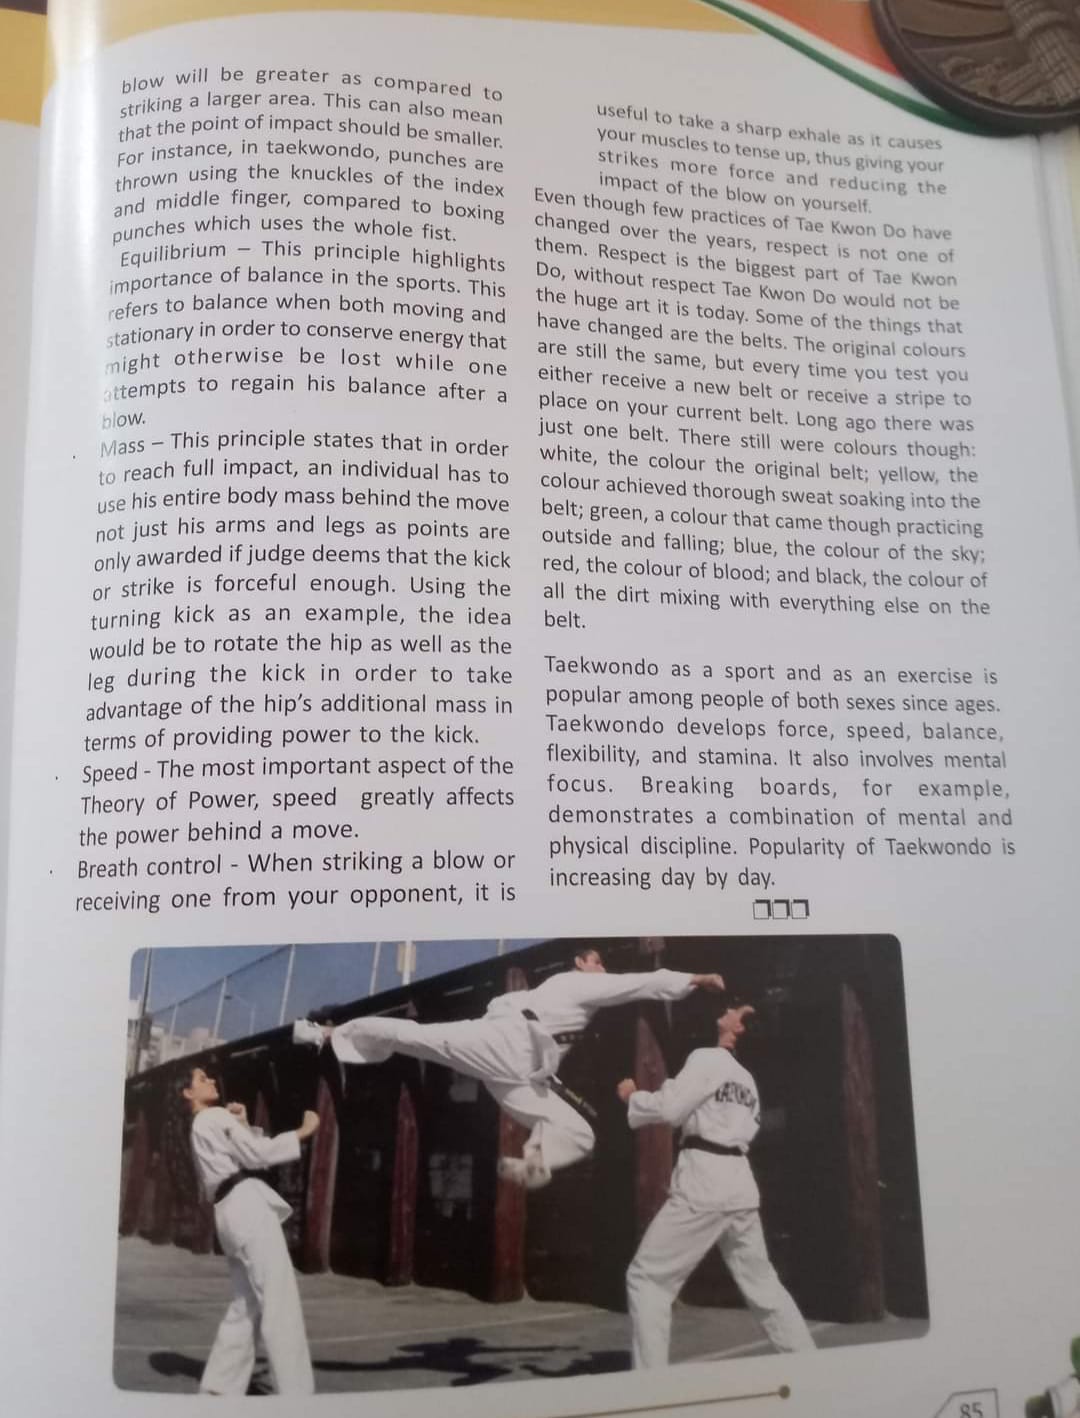 blow will be greater as compared to
striking a larger area. This can also mean
that the point of impact should be smaller.
For instance, in taekwondo, punches are
thrown using the knuckles of the index
and middle finger, compared to boxing
punches which uses the whole fist.
Equilibrium – This principle highlights
importance of balance in the sports. This
refers to balance when both moving and
stationary in order to conserve energy that
might otherwise be lost while one
attempts to regain his balance after a
blow.
· Mass – This principle states that in order
to reach full impact, an individual has to
use his entire body mass behind the move
not just his arms and legs as points are
only awarded if judge deems that the kick
or strike is forceful enough. Using the
turning kick as an example, the idea
would be to rotate the hip as well as the
leg during the kick in order to take
advantage of the hip's additional mass in
terms of providing power to the kick.
· Speed - The most important aspect of the
Theory of Power, speed greatly affects
the power behind a move.
· Breath control - When striking a blow or
receiving one from your opponent, it is
useful to take a sharp exhale as it causes
your muscles to tense up, thus giving your
strikes more force and reducing the
impact of the blow on yourself.
Even though few practices of Tae Kwon Do have
changed over the years, respect is not one of
them. Respect is the biggest part of Tae Kwon
Do, without respect Tae Kwon Do would not be
the huge art it is today. Some of the things that
have changed are the belts. The original colours
are still the same, but every time you test you
either receive a new belt or receive a stripe to
place on your current belt. Long ago there was
just one belt. There still were colours though:
white, the colour the original belt; yellow, the
colour achieved thorough sweat soaking into the
belt; green, a colour that came though practicing
outside and falling; blue, the colour of the sky;
red, the colour of blood; and black, the colour of
all the dirt mixing with everything else on the
belt.
Taekwondo as a sport and as an exercise is
popular among people of both sexes since ages.
Taekwondo develops force, speed, balance,
flexibility, and stamina. It also involves mental
focus. Breaking boards, for example,
demonstrates a combination of mental and
physical discipline. Popularity of Taekwondo is
increasing day by day.
85